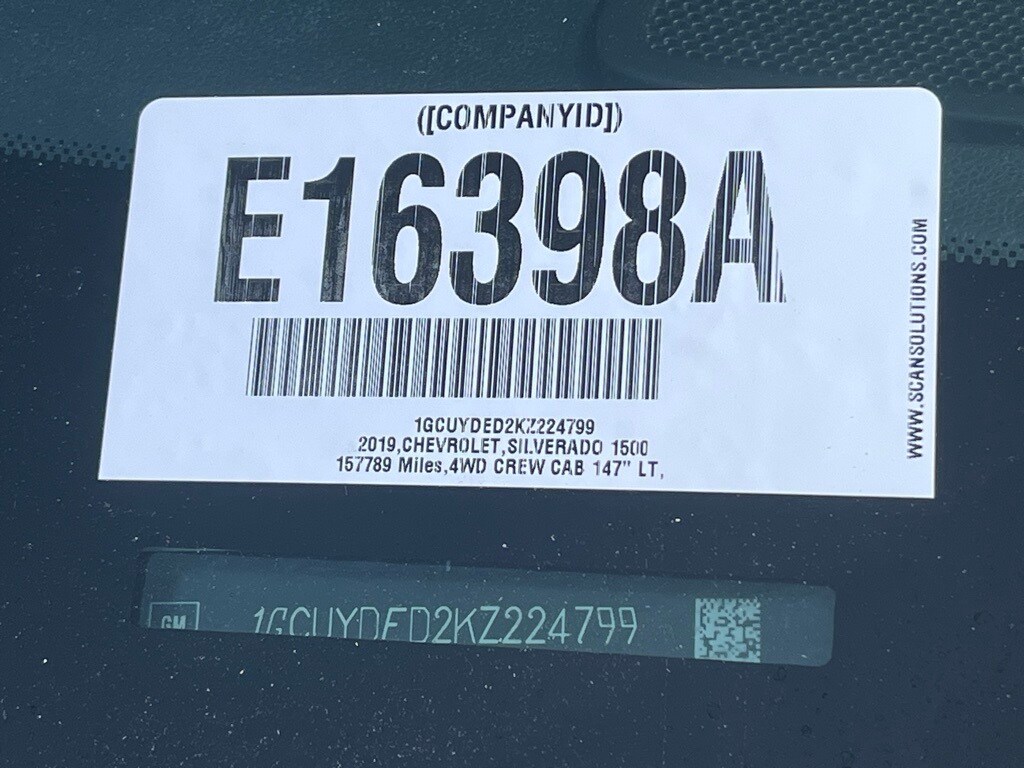 ([COMPANYID])
E16398A
1GCUYDED2KZ224799
2019,CHEVROLET,SILVERADO 1500
157789 Miles,4WD CREW CAB 147" LT,
WWW.SCANSOLUTIONS.COM
GM
1GCUYDED2KZ224799